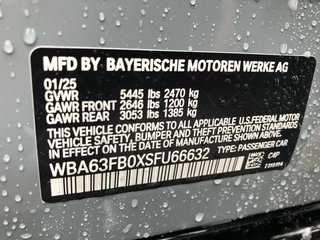 MFD BY BAYERISCHE MOTOREN WERKE AG
01/25
GVWR 5445 lbs 2470 kg
GAWR FRONT 2646 lbs 1200 kg
GAWR REAR 3053 lbs 1385 kg
THIS VEHICLE CONFORMS TO ALL APPLICABLE U.S. FEDERAL MOTOR
VEHICLE SAFETY, BUMPER, AND THEFT PREVENTION STANDARDS
IN EFFECT ON THE DATE OF MANUFACTURE SHOWN ABOVE.
WBA63FB0XSFU66632 TYPE: PASSENGER CAR
C4P